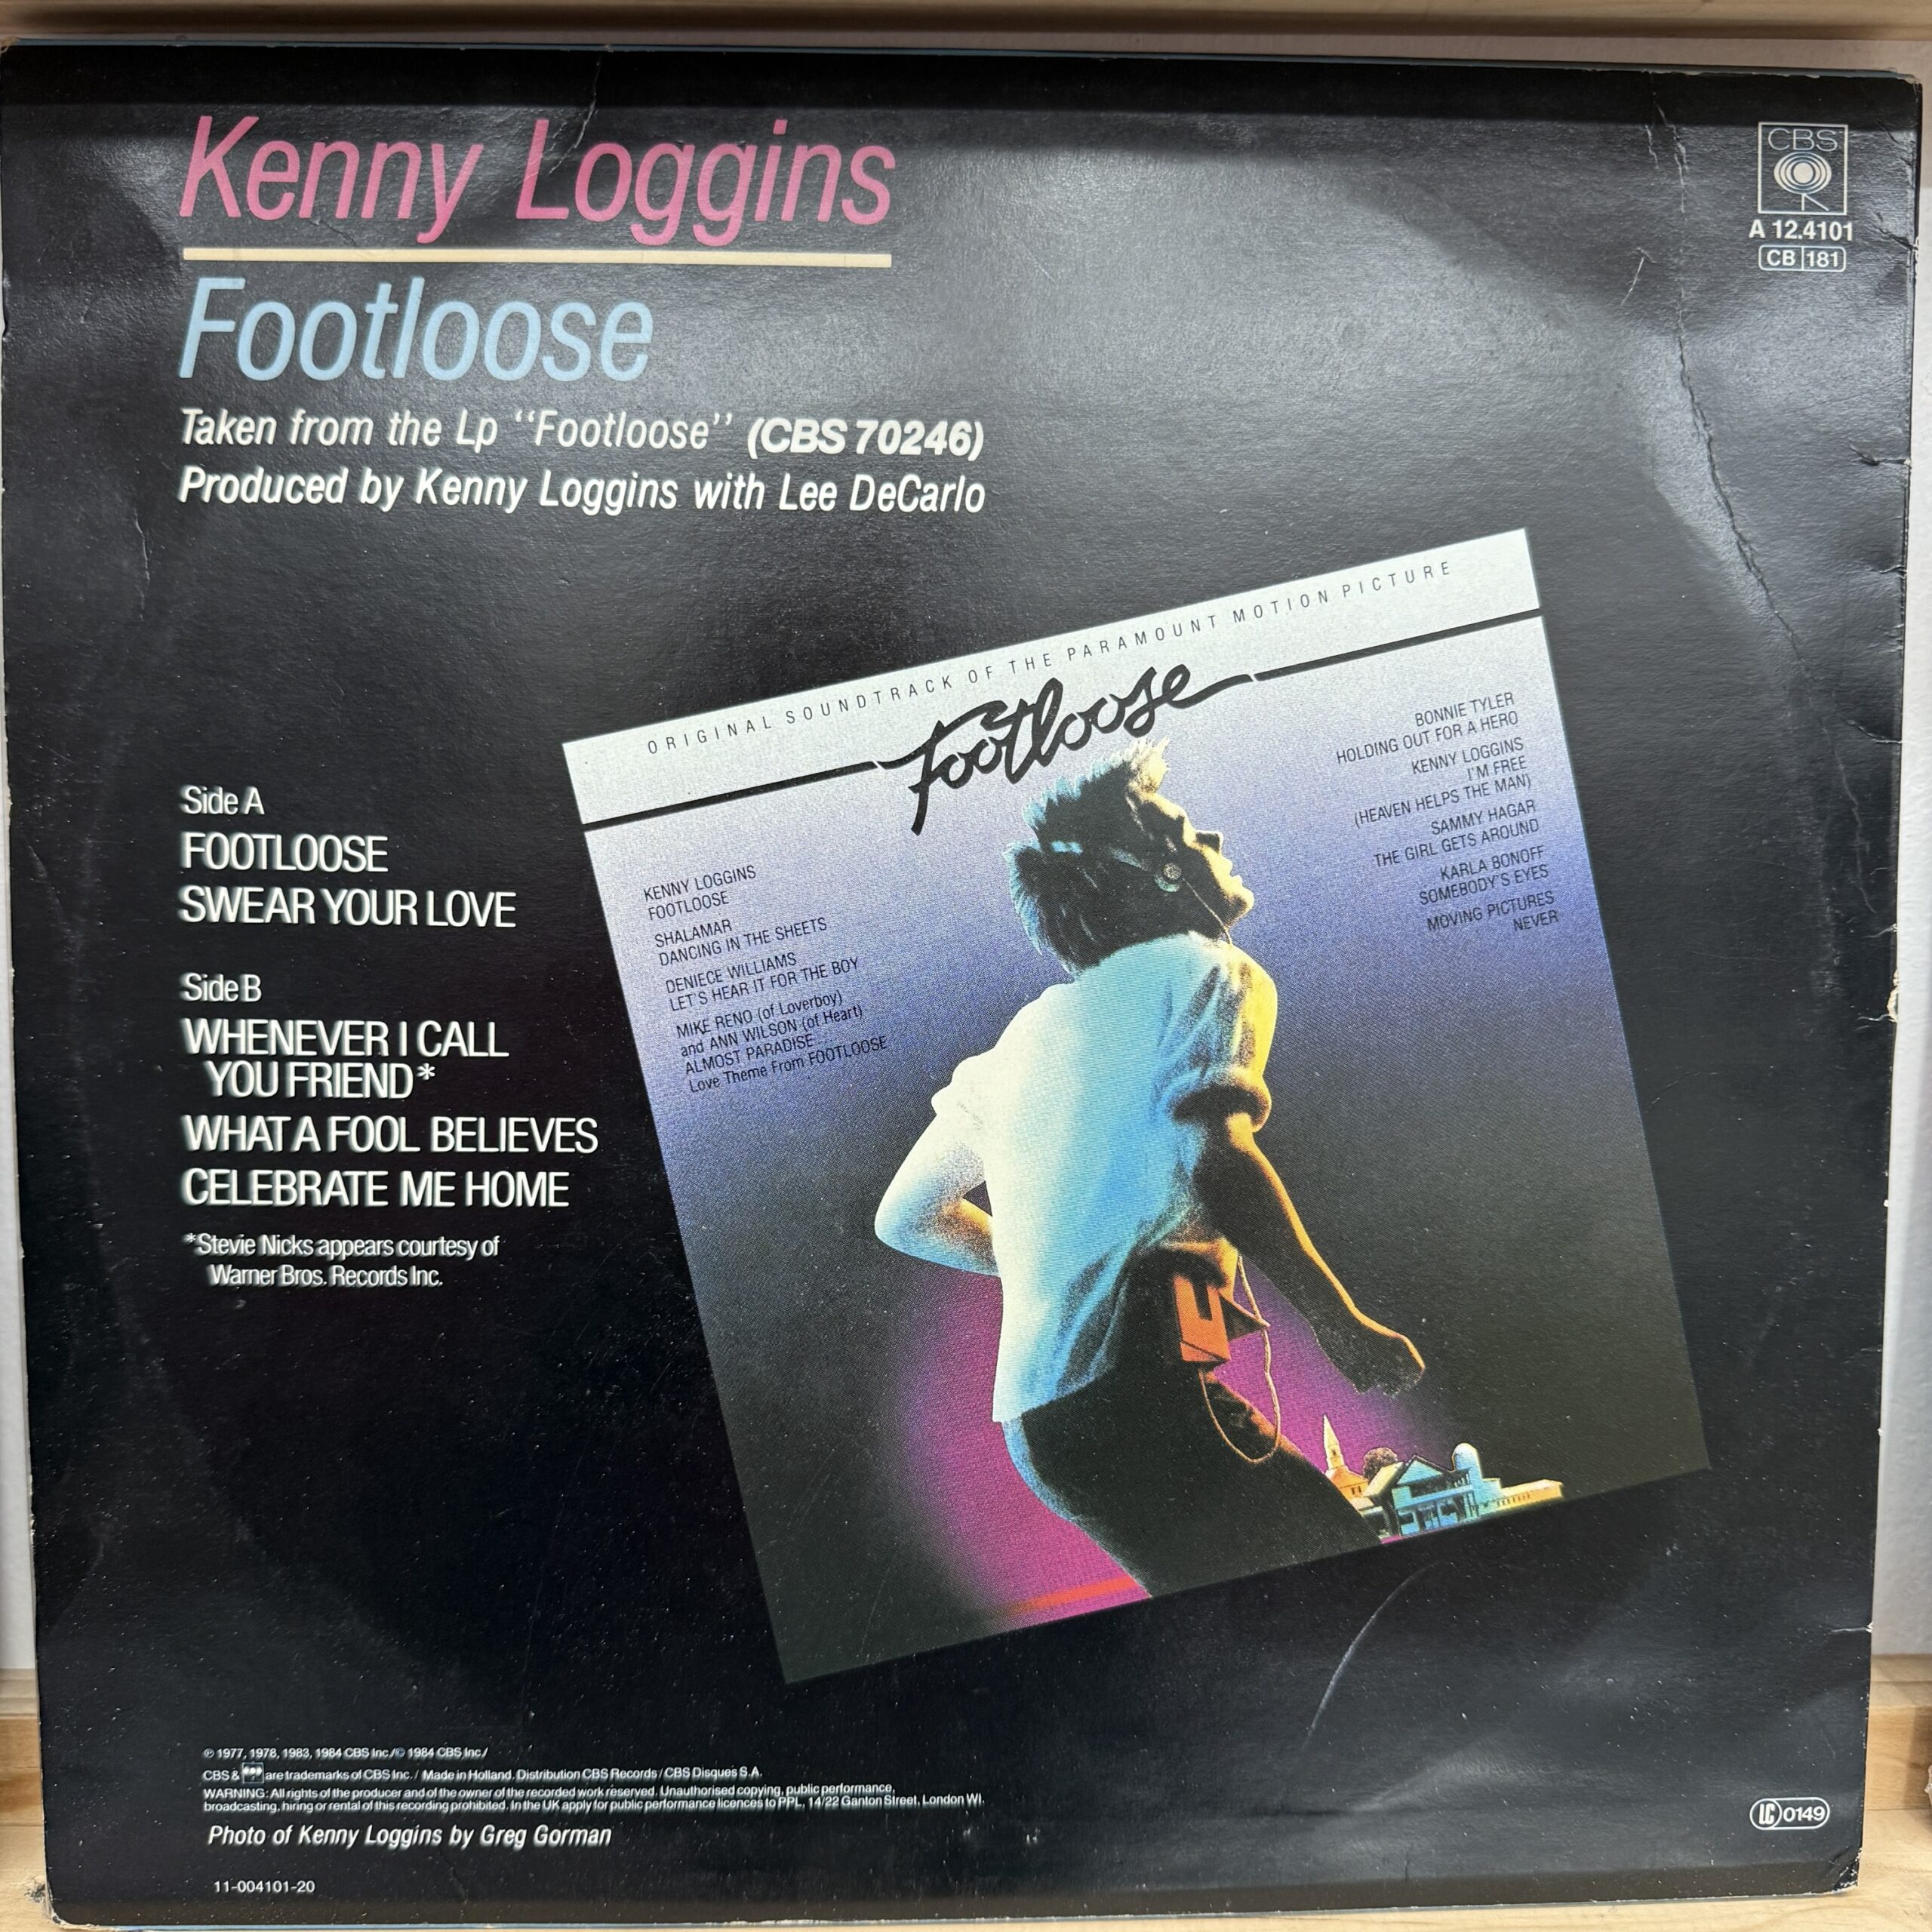 Kenny Loggins
Footloose
Taken from the Lp "Footloose" (CBS 70246)
Produced by Kenny Loggins with Lee DeCarlo
CBS
A 12.4101
CB 181
ORIGINAL SOUNDTRACK OF THE PARAMOUNT MOTION PICTURE
Footloose
KENNY LOGGINS
FOOTLOOSE
SHALAMAR
DANCING IN THE SHEETS
DENIECE WILLIAMS
LET'S HEAR IT FOR THE BOY
MIKE RENO (of Loverboy)
and ANN WILSON (of Heart)
ALMOST PARADISE...
Love Theme From FOOTLOOSE
BONNIE TYLER
HOLDING OUT FOR A HERO
KENNY LOGGINS
I'M FREE
(HEAVEN HELPS THE MAN)
SAMMY HAGAR
THE GIRL GETS AROUND
KARLA BONOFF
SOMEBODY'S EYES
MOVING PICTURES
NEVER
Side A
FOOTLOOSE
SWEAR YOUR LOVE
Side B
WHENEVER I CALL
YOU FRIEND*
WHAT A FOOL BELIEVES
CELEBRATE ME HOME
*Stevie Nicks appears courtesy of
Warner Bros. Records Inc.
℗ 1977, 1978, 1983, 1984 CBS Inc./© 1984 CBS Inc./
CBS & are trademarks of CBS Inc. / Made in Holland. Distribution CBS Records / CBS Disques S.A.
WARNING: All rights of the producer and of the owner of the recorded work reserved. Unauthorised copying, public performance,
broadcasting, hiring or rental of this recording prohibited. In the UK apply for public performance licences to PPL, 14/22 Ganton Street, London WI.
Photo of Kenny Loggins by Greg Gorman
11-004101-20
LC 0149